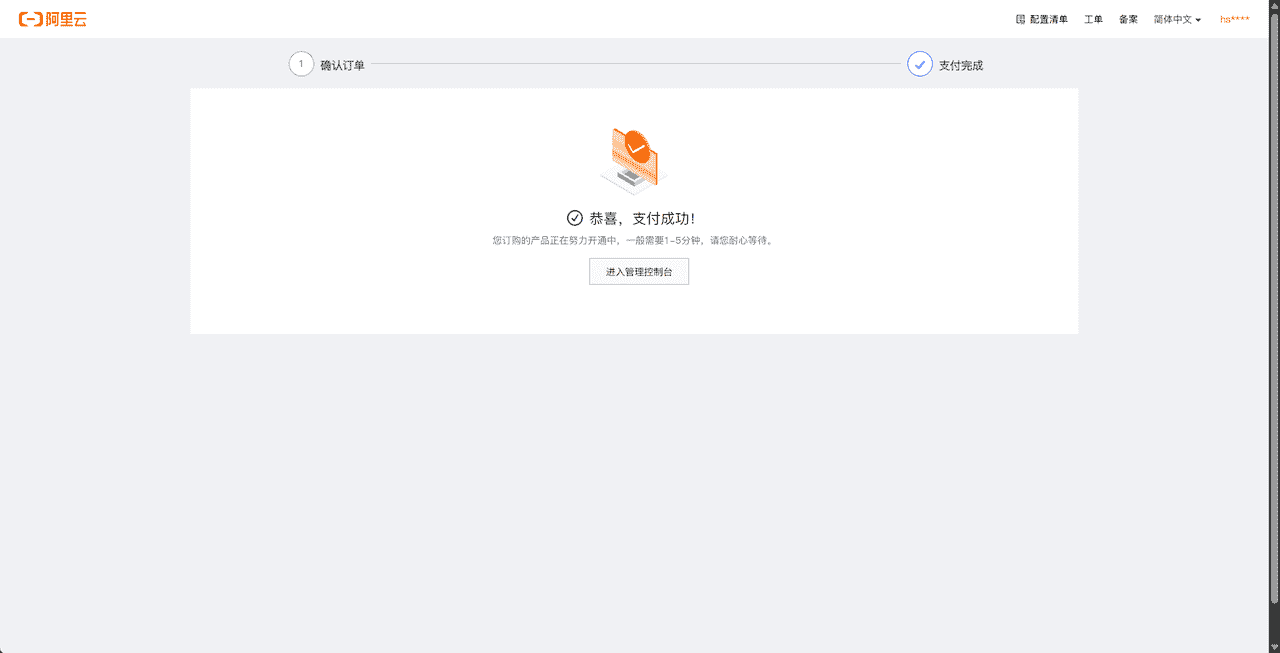 阿里云
配置清单 工单 备案 简体中文 hs****
1 确认订单 支付完成
恭喜，支付成功！
您订购的产品正在努力开通中，一般需要1-5分钟，请您耐心等待。
进入管理控制台